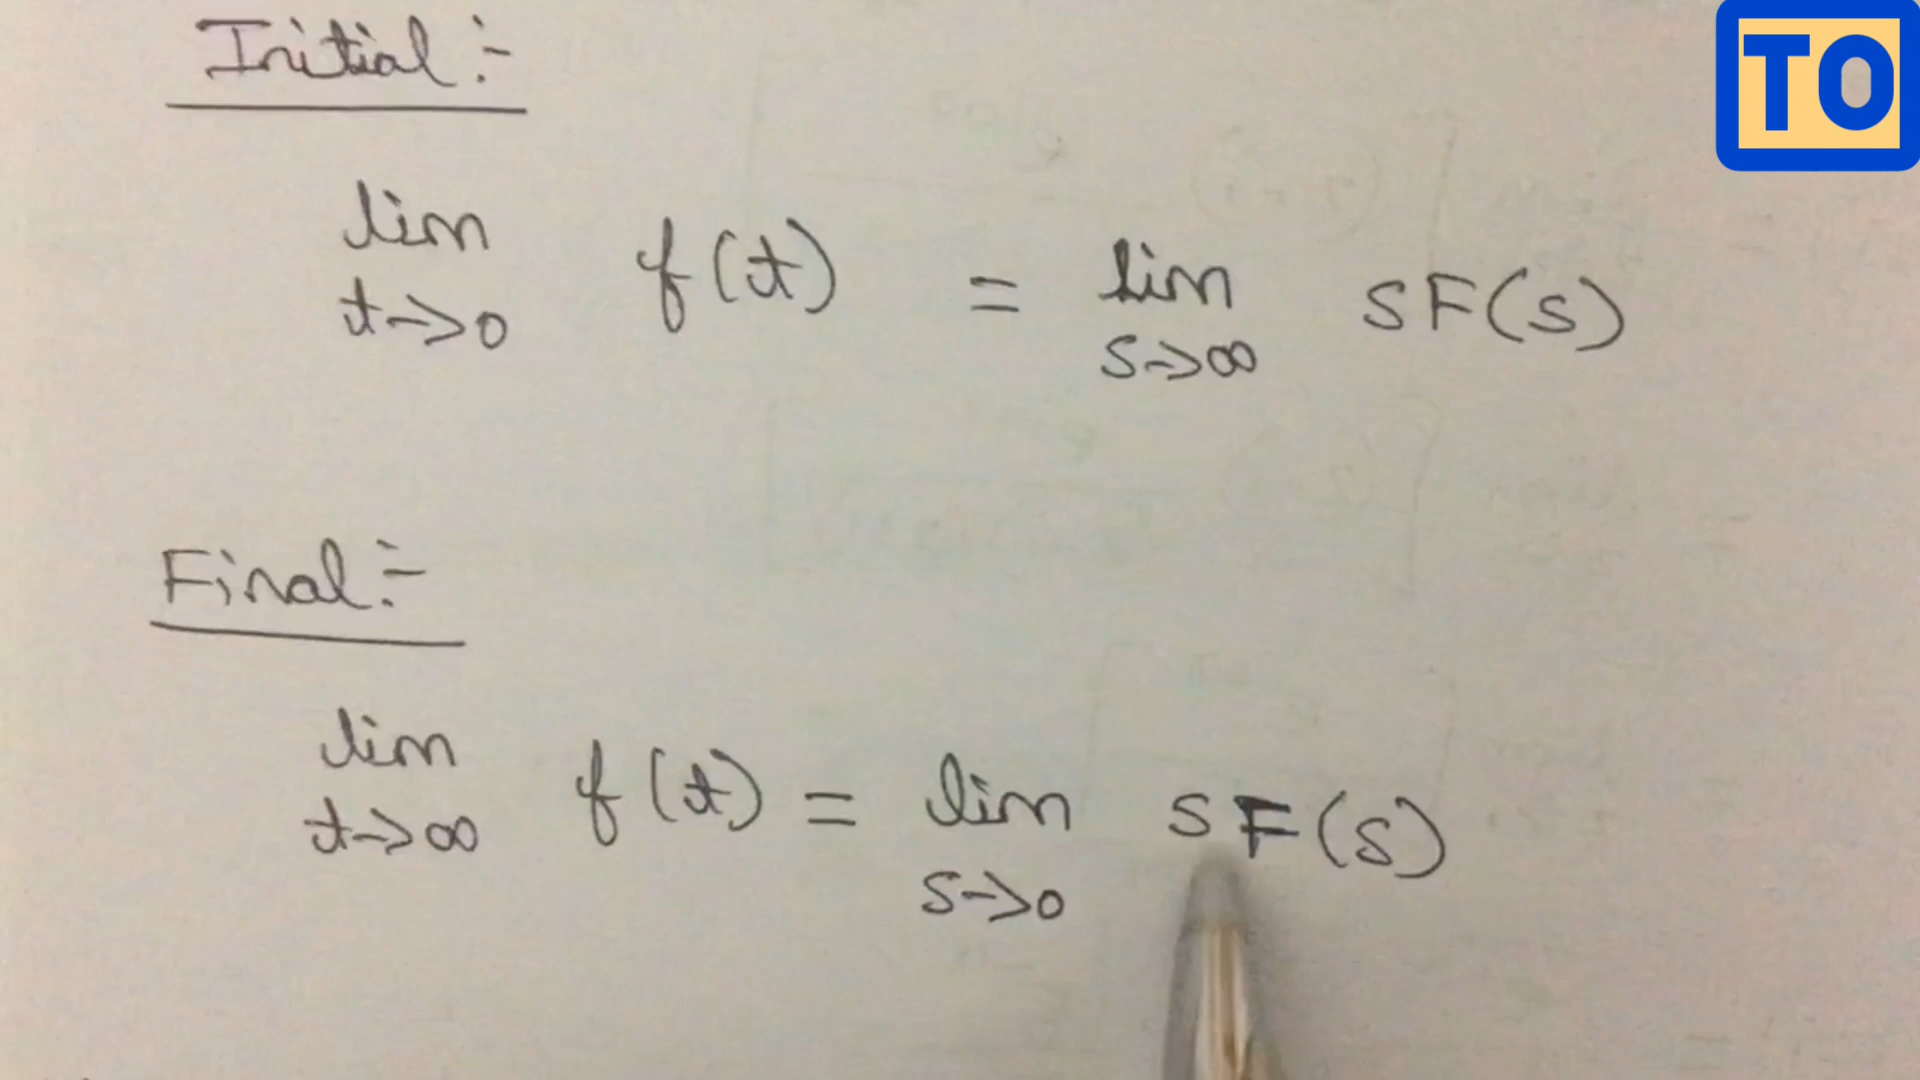 TO
Initial :-
lim t->0 f(t) = lim s->∞ sF(s)
Final :-
lim t->∞ f(t) = lim s->0 sF(s)